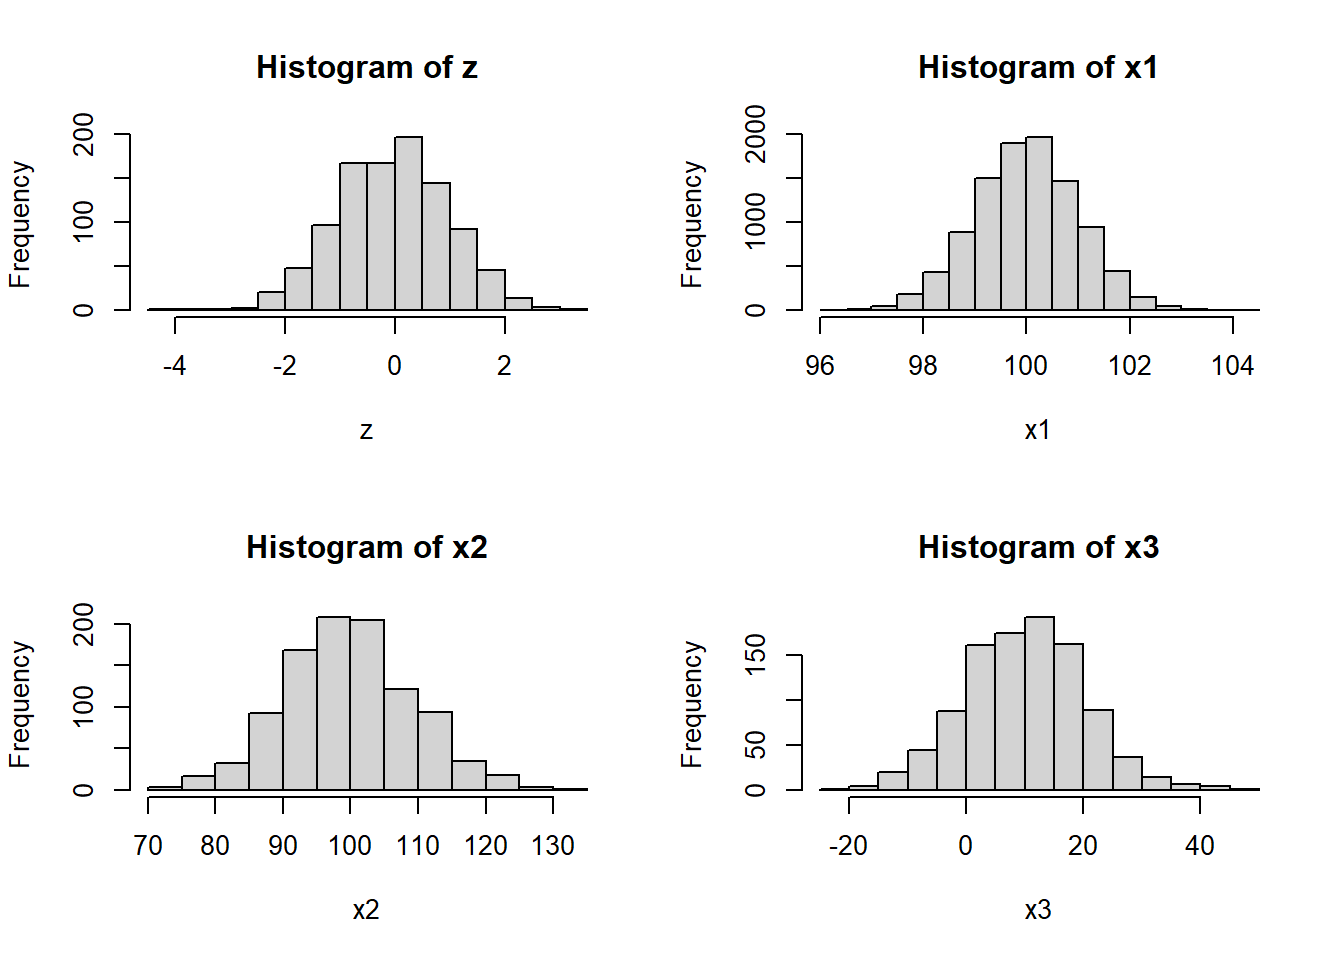 Histogram of z
Frequency
0 100 200
-4 -2 0 2
z
Histogram of x1
Frequency
0 1000 2000
96 98 100 102 104
x1
Histogram of x2
Frequency
0 100 200
70 80 90 100 110 120 130
x2
Histogram of x3
Frequency
0 50 150
-20 0 20 40
x3